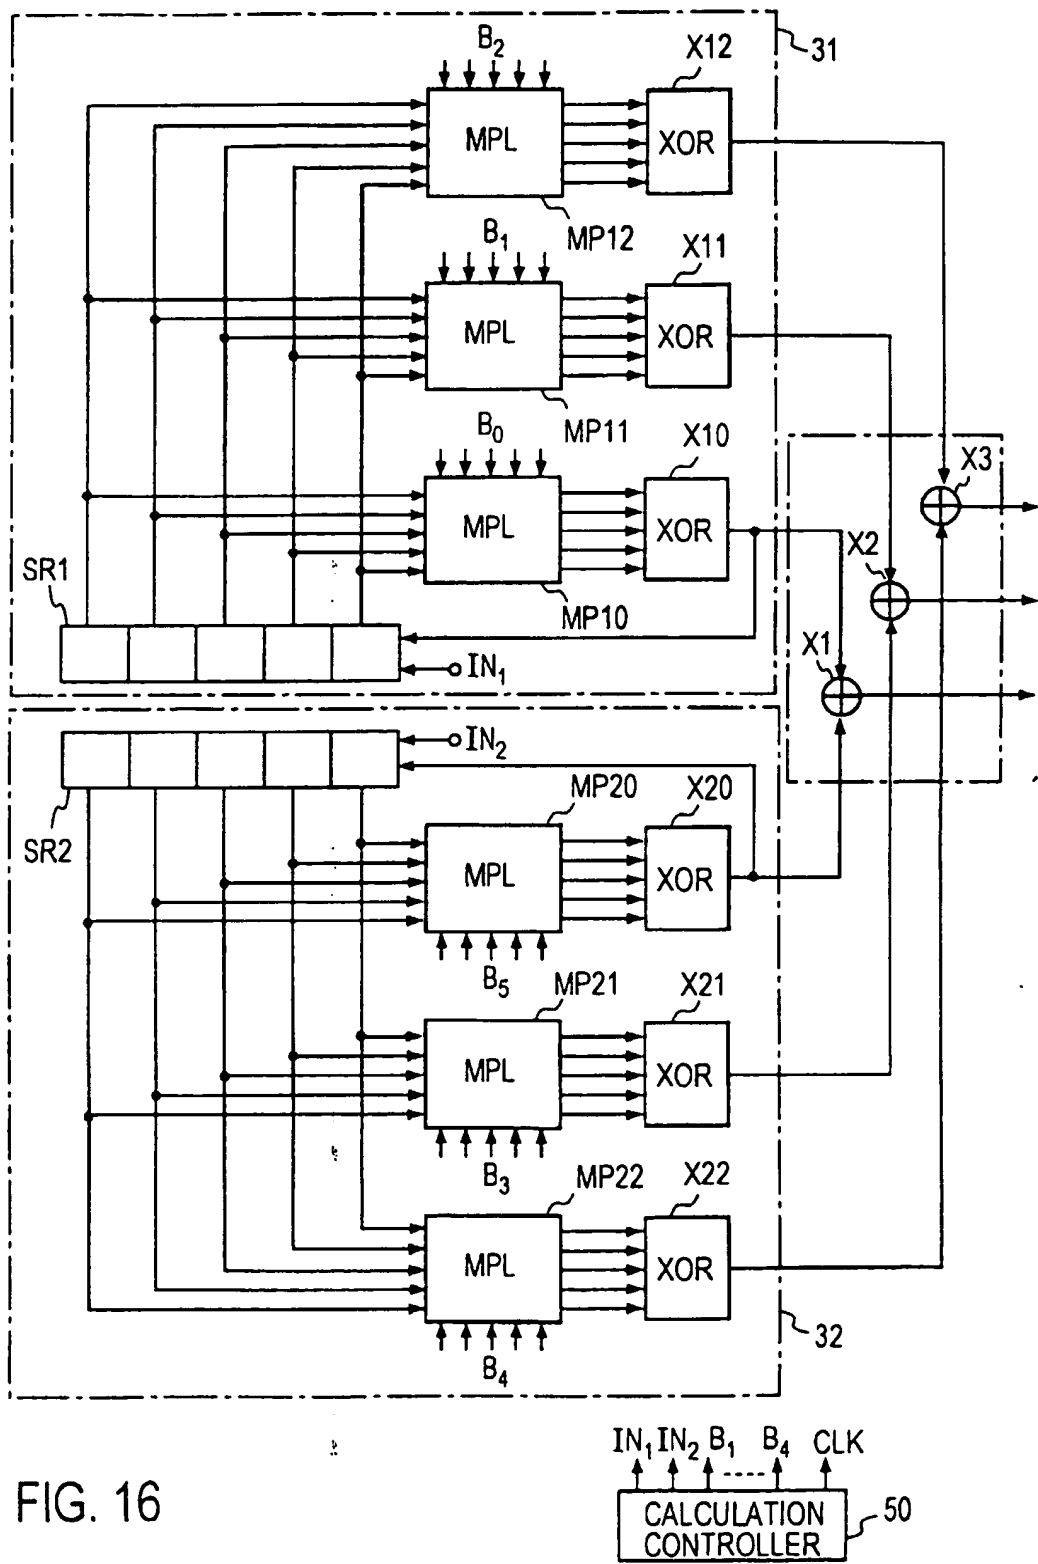 B2 X12 31
MPL XOR
MP12
B1 X11
MPL XOR
MP11
B0 X10 X3
MPL XOR
X2
SR1 MP10
X1
IN1
IN2
MP20 X20
SR2
MPL XOR
B5 MP21 X21
MPL XOR
B3 MP22 X22
MPL XOR
32
B4
IN1 IN2 B1 ----- B4 CLK
FIG. 16
CALCULATION
CONTROLLER
50